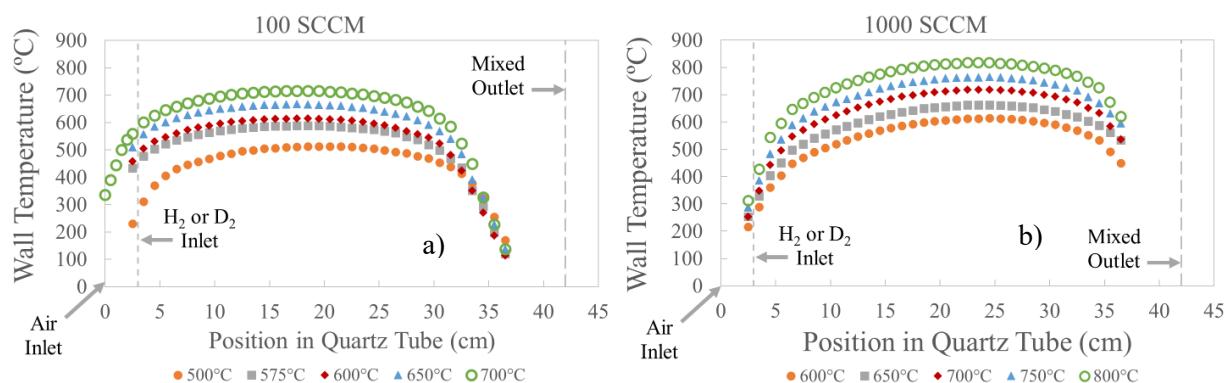 100 SCCM
Wall Temperature (ºC)
900
800
700
600
500
400
300
200
100
0
0 5 10 15 20 25 30 35 40 45
Mixed
Outlet
H₂ or D₂
Inlet
a)
Air
Inlet
Position in Quartz Tube (cm)
500°C 575°C 600°C 650°C 700°C
1000 SCCM
Wall Temperature (ºC)
900
800
700
600
500
400
300
200
100
0
0 5 10 15 20 25 30 35 40 45
H₂ or D₂
Inlet
b)
Mixed
Outlet
Air
Inlet
Position in Quartz Tube (cm)
600°C 650°C 700°C 750°C 800°C